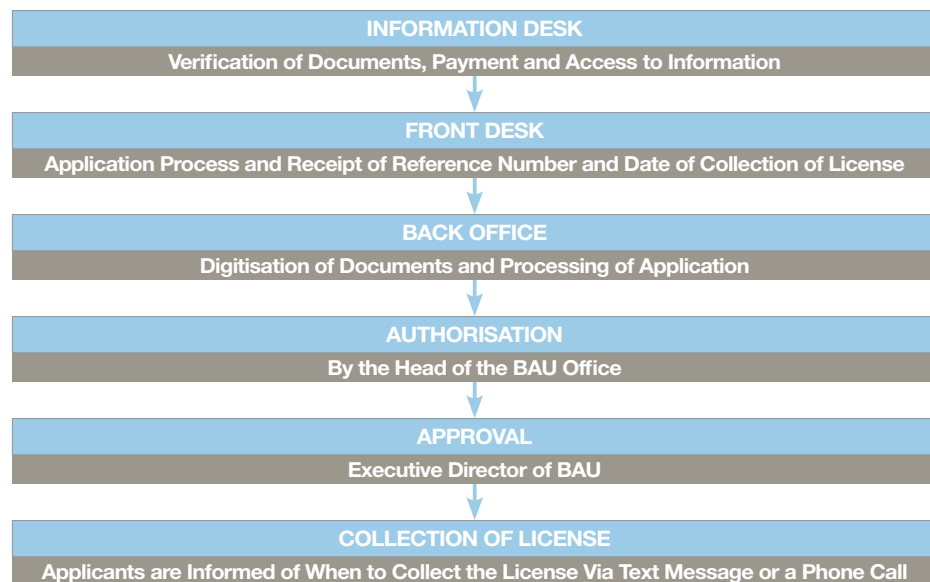 INFORMATION DESK
Verification of Documents, Payment and Access to Information
FRONT DESK
Application Process and Receipt of Reference Number and Date of Collection of License
BACK OFFICE
Digitisation of Documents and Processing of Application
AUTHORISATION
By the Head of the BAU Office
APPROVAL
Executive Director of BAU
COLLECTION OF LICENSE
Applicants are Informed of When to Collect the License Via Text Message or a Phone Call